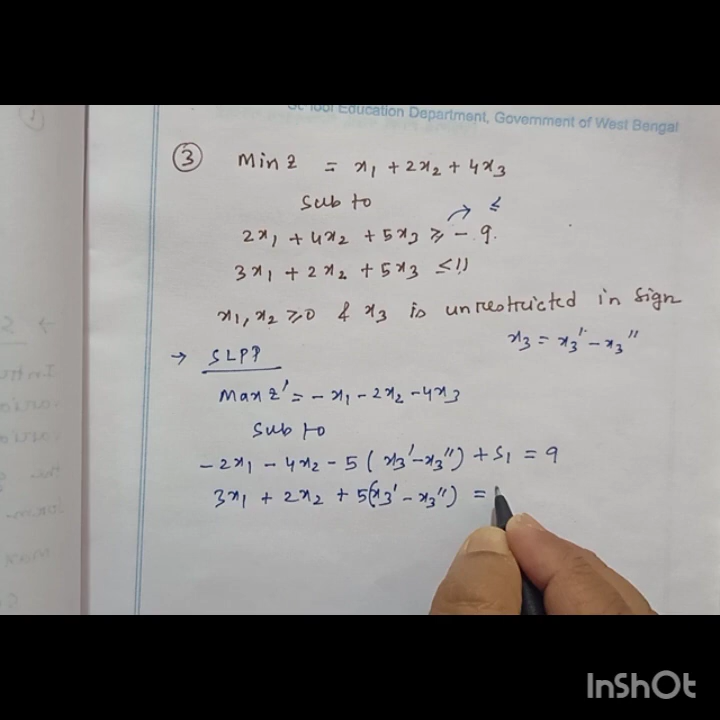 School Education Department, Government of West Bengal
③ Min z = x₁ + 2x₂ + 4x₃
Sub to
≤
2x₁ + 4x₂ + 5x₃ ≥ - 9.
3x₁ + 2x₂ + 5x₃ ≤ 11
x₁, x₂ ≥ 0 & x₃ is unrestricted in sign
x₃ = x₃' - x₃''
→ SLPP
Max z' = - x₁ - 2x₂ - 4x₃
Sub to
- 2x₁ - 4x₂ - 5 ( x₃' - x₃'' ) + S₁ = 9
3x₁ + 2x₂ + 5(x₃' - x₃'') =
InShOt